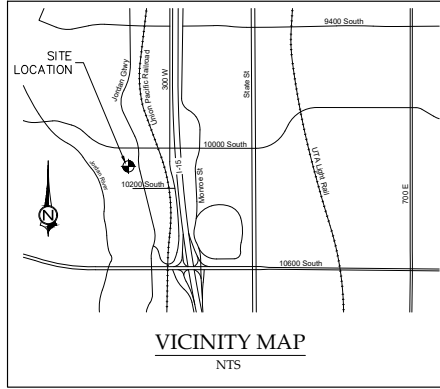 9400 South
SITE
LOCATION
Jordan Gtwy
Union Pacific Railroad
300 W
State St
10000 South
Jordan River
I-15
10200 South
Monroe St
UTA Light Rail
700 E
N
10600 South
VICINITY MAP
NTS